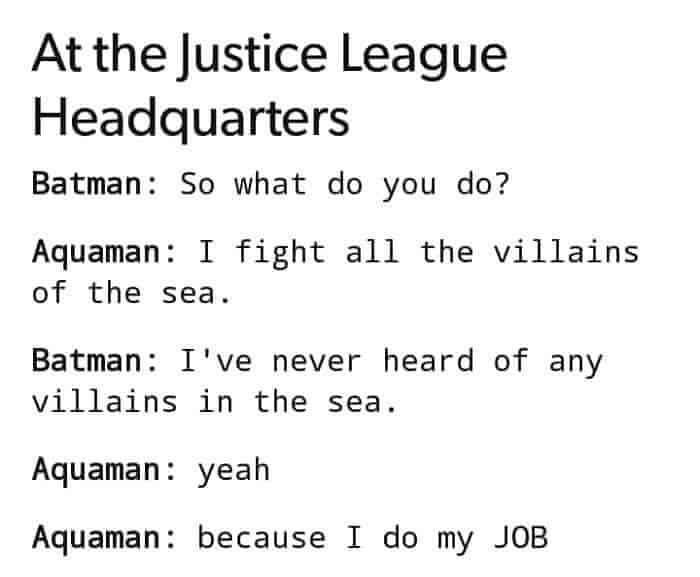 At the Justice League
Headquarters
Batman: So what do you do?
Aquaman: I fight all the villains
of the sea.
Batman: I've never heard of any
villains in the sea.
Aquaman: yeah
Aquaman: because I do my JOB